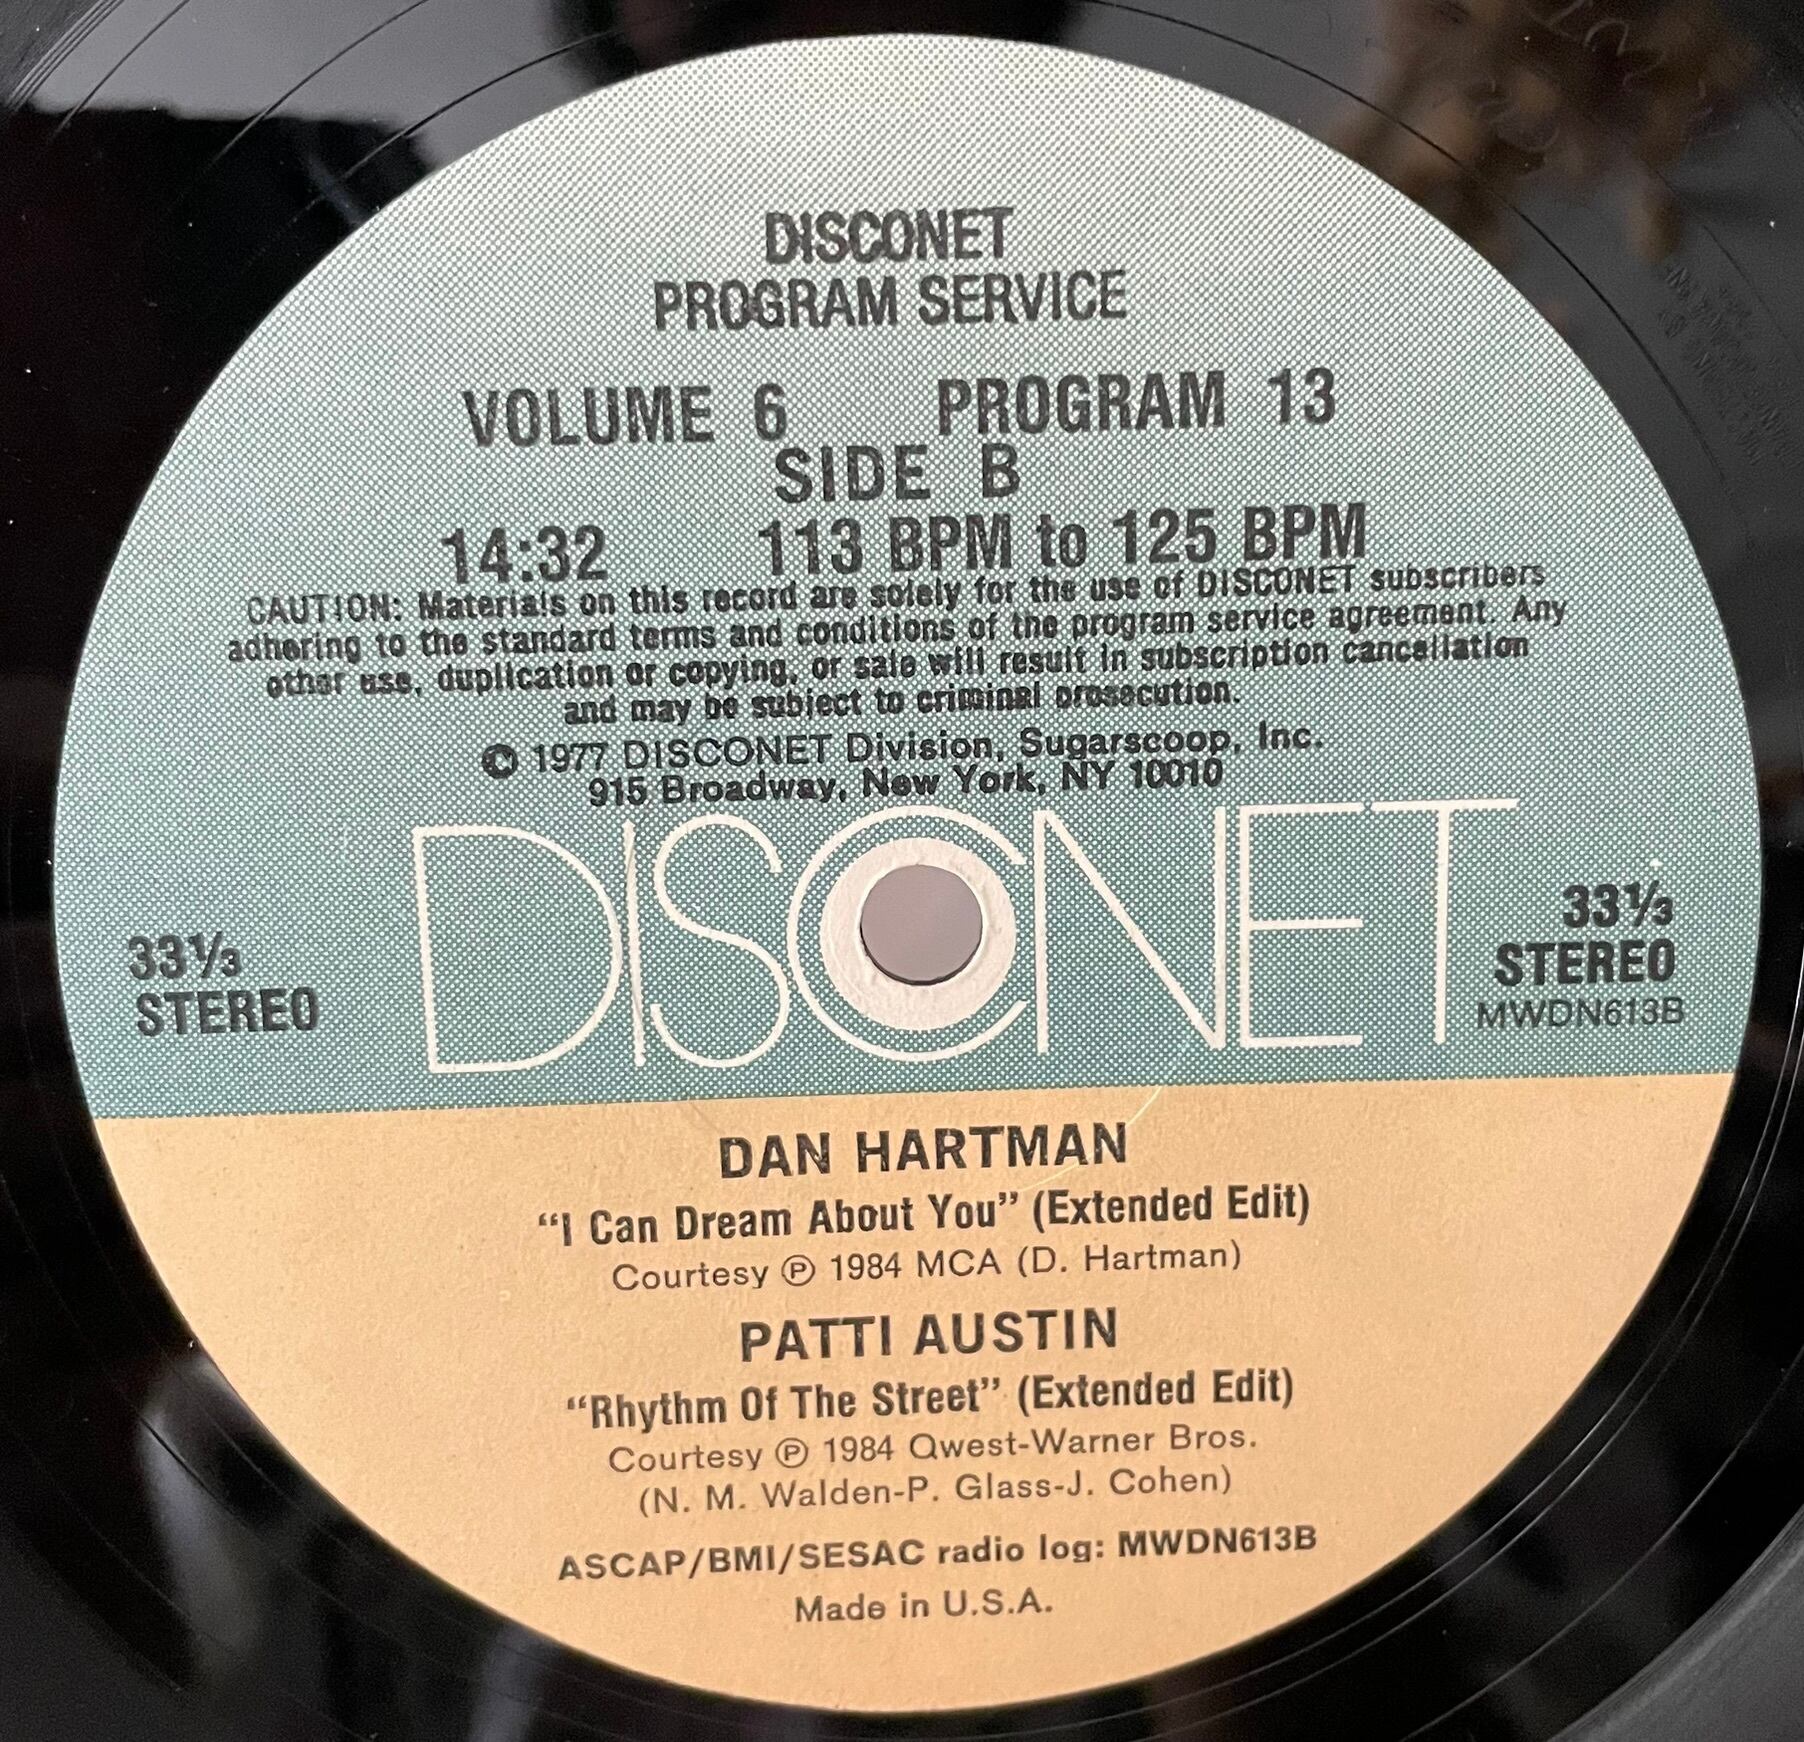 DISCONET
PROGRAM SERVICE
VOLUME 6 PROGRAM 13
SIDE B
14:32 113 BPM to 125 BPM
CAUTION: Materials on this record are solely for the use of DISCONET subscribers
adhering to the standard terms and conditions of the program service agreement. Any
other use, duplication or copying, or sale will result in subscription cancellation
and may be subject to criminal prosecution.
© 1977 DISCONET Division, Sugarscoop, Inc.
915 Broadway, New York, NY 10010
DISCONET
33⅓
STEREO
33⅓
STEREO
MWDN613B
DAN HARTMAN
“I Can Dream About You” (Extended Edit)
Courtesy ℗ 1984 MCA (D. Hartman)
PATTI AUSTIN
“Rhythm Of The Street” (Extended Edit)
Courtesy ℗ 1984 Qwest-Warner Bros.
(N. M. Walden-P. Glass-J. Cohen)
ASCAP/BMI/SESAC radio log: MWDN613B
Made in U.S.A.